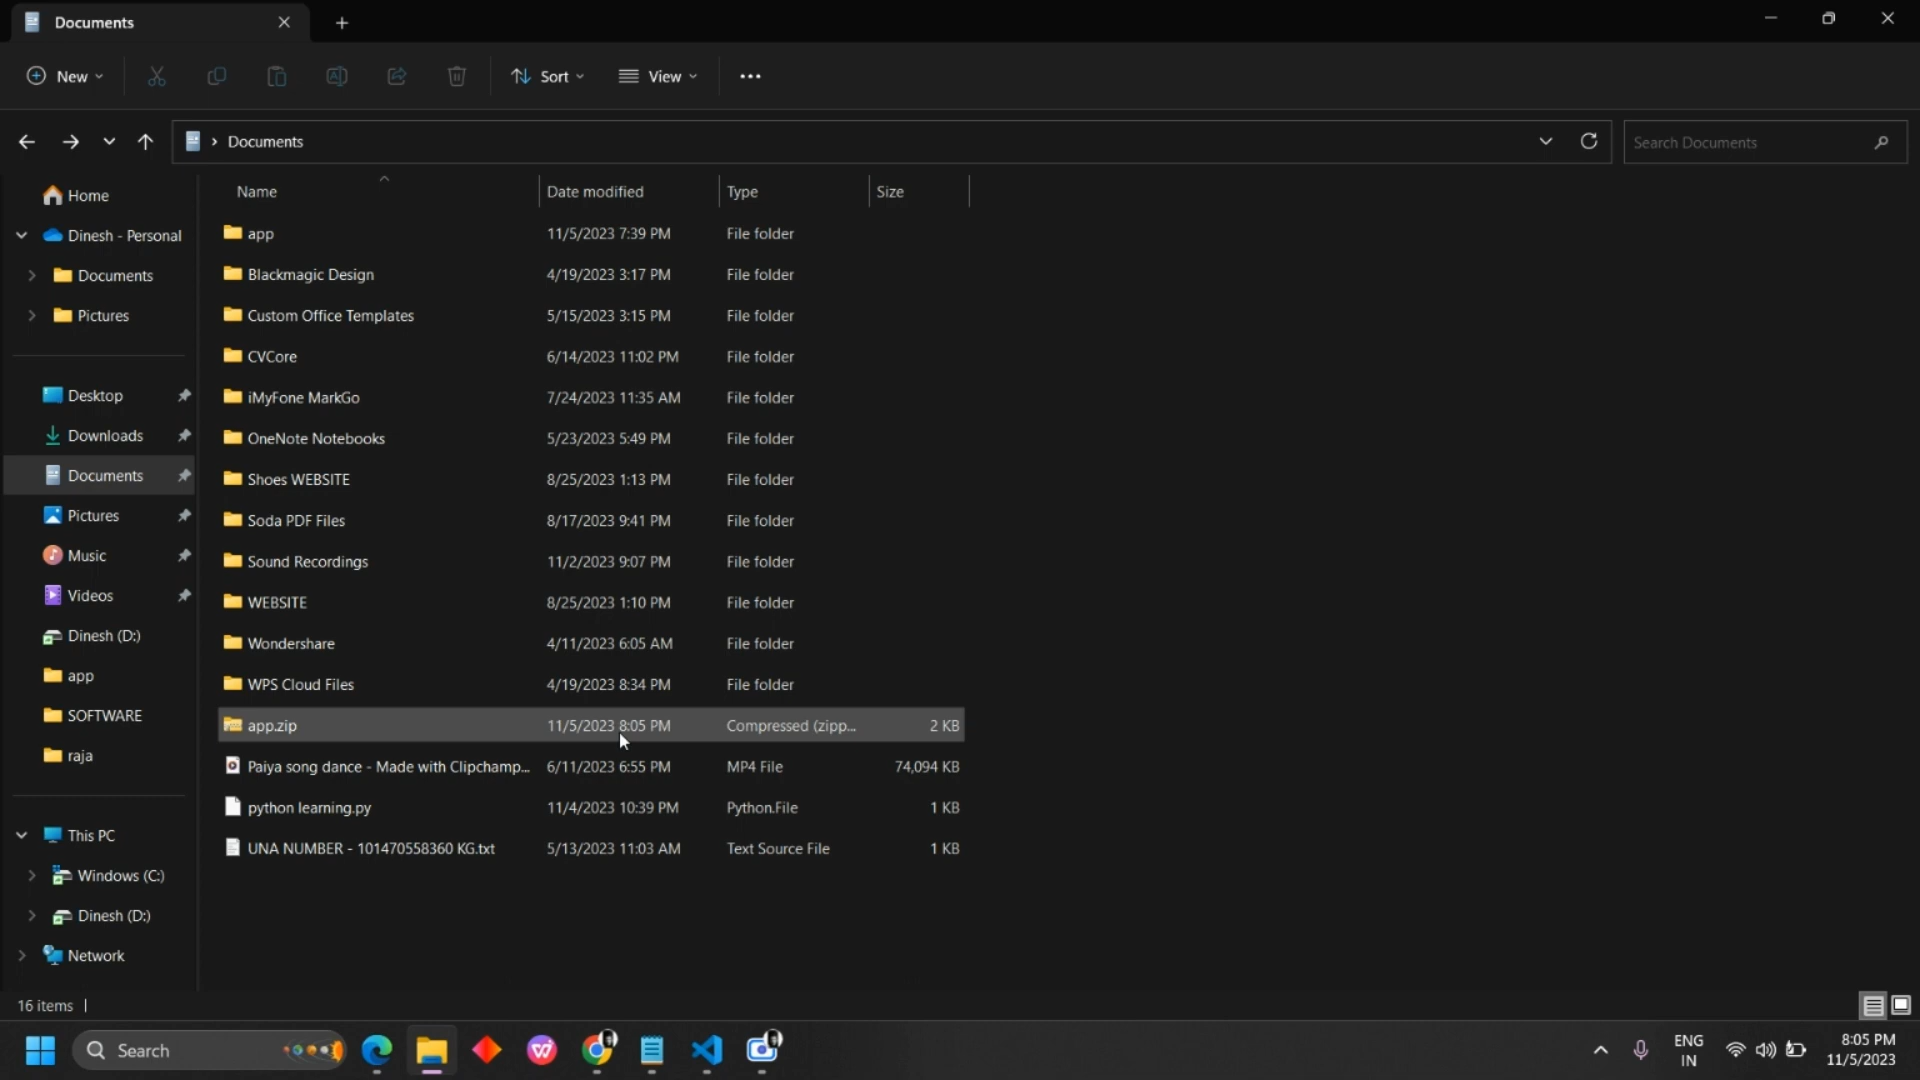 Documents
New
Sort
View
Documents
Search Documents
Home
Dinesh - Personal
Documents
Pictures
Desktop
Downloads
Documents
Pictures
Music
Videos
Dinesh (D:)
app
SOFTWARE
raja
This PC
Windows (C:)
Dinesh (D:)
Network
Name Date modified Type Size
app 11/5/2023 7:39 PM File folder
Blackmagic Design 4/19/2023 3:17 PM File folder
Custom Office Templates 5/15/2023 3:15 PM File folder
CVCore 6/14/2023 11:02 PM File folder
iMyFone MarkGo 7/24/2023 11:35 AM File folder
OneNote Notebooks 5/23/2023 5:49 PM File folder
Shoes WEBSITE 8/25/2023 1:13 PM File folder
Soda PDF Files 8/17/2023 9:41 PM File folder
Sound Recordings 11/2/2023 9:07 PM File folder
WEBSITE 8/25/2023 1:10 PM File folder
Wondershare 4/11/2023 6:05 AM File folder
WPS Cloud Files 4/19/2023 8:34 PM File folder
app.zip 11/5/2023 8:05 PM Compressed (zipp... 2 KB
Paiya song dance - Made with Clipchamp... 6/11/2023 6:55 PM MP4 File 74,094 KB
python learning.py 11/4/2023 10:39 PM Python.File 1 KB
UNA NUMBER - 101470558360 KG.txt 5/13/2023 11:03 AM Text Source File 1 KB
16 items
Search
ENG
IN
8:05 PM
11/5/2023